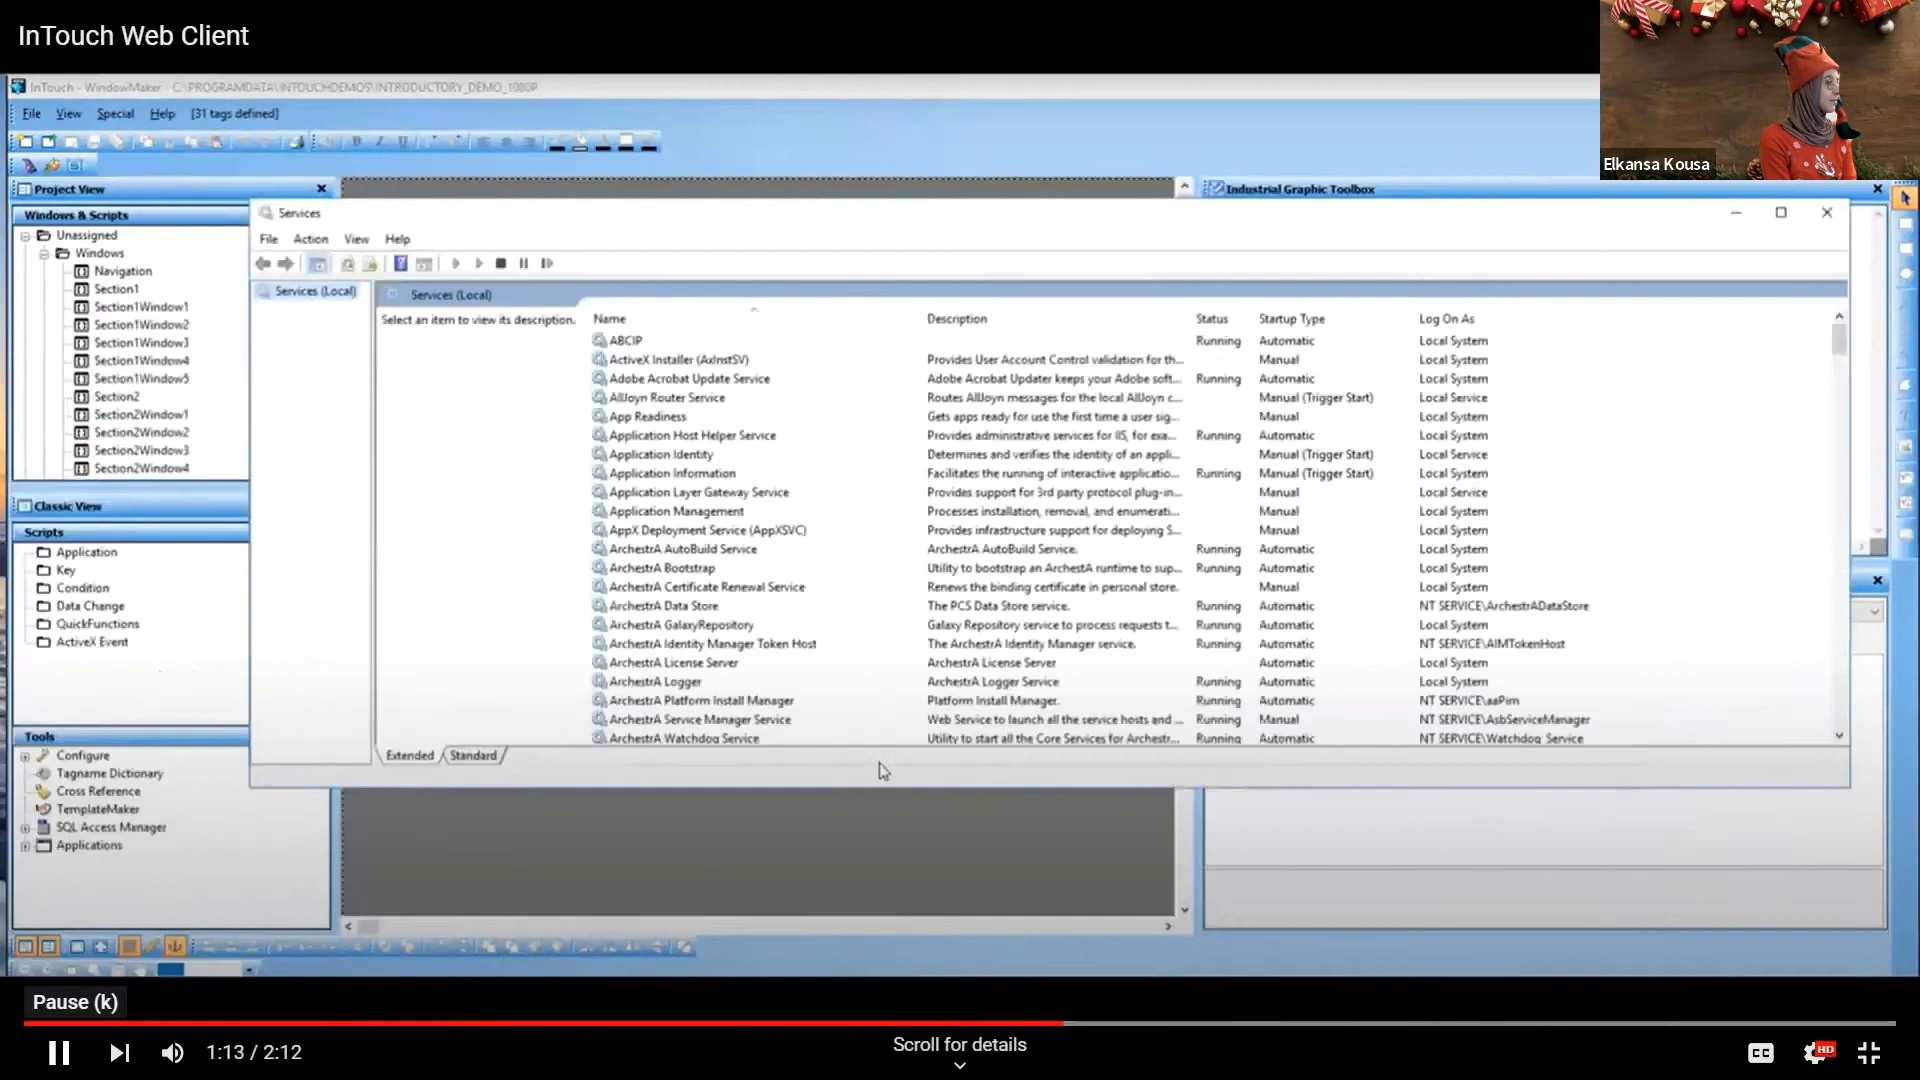 InTouch Web Client
InTouch - WindowMaker - C:\PROGRAMDATA\INTOUCHDEMOS\INTRODUCTORY_DEMO_1080P
File View Special Help [31 tags defined]
Elkansa Kousa
Project View
Industrial Graphic Toolbox
Windows & Scripts
Unassigned
Windows
Navigation
Section1
Section1Window1
Section1Window2
Section1Window3
Section1Window4
Section1Window5
Section2
Section2Window1
Section2Window2
Section2Window3
Section2Window4
Classic View
Scripts
Application
Key
Condition
Data Change
QuickFunctions
ActiveX Event
Tools
Configure
Tagname Dictionary
Cross Reference
TemplateMaker
SQL Access Manager
Applications
Services
File Action View Help
Services (Local)
Services (Local)
Select an item to view its description.
Name Description Status Startup Type Log On As
ABCIP Running Automatic Local System
ActiveX Installer (AxInstSV) Provides User Account Control validation for th... Manual Local System
Adobe Acrobat Update Service Adobe Acrobat Updater keeps your Adobe soft... Running Automatic Local System
AllJoyn Router Service Routes AllJoyn messages for the local AllJoyn c... Manual (Trigger Start) Local Service
App Readiness Gets apps ready for use the first time a user sig... Manual Local System
Application Host Helper Service Provides administrative services for IIS, for exa... Running Automatic Local System
Application Identity Determines and verifies the identity of an appli... Manual (Trigger Start) Local Service
Application Information Facilitates the running of interactive applicatio... Running Manual (Trigger Start) Local System
Application Layer Gateway Service Provides support for 3rd party protocol plug-in... Manual Local Service
Application Management Processes installation, removal, and enumerati... Manual Local System
AppX Deployment Service (AppXSVC) Provides infrastructure support for deploying S... Manual Local System
ArchestrA AutoBuild Service ArchestrA AutoBuild Service. Running Automatic Local System
ArchestrA Bootstrap Utility to bootstrap an ArchestA runtime to sup... Running Automatic Local System
ArchestrA Certificate Renewal Service Renews the binding certificate in personal store. Manual Local System
ArchestrA Data Store The PCS Data Store service. Running Automatic NT SERVICE\ArchestrADataStore
ArchestrA GalaxyRepository Galaxy Repository service to process requests t... Running Automatic Local System
ArchestrA Identity Manager Token Host The ArchestrA Identity Manager service. Running Automatic NT SERVICE\AIMTokenHost
ArchestrA License Server ArchestrA License Server Automatic Local System
ArchestrA Logger ArchestrA Logger Service Running Automatic Local System
ArchestrA Platform Install Manager Platform Install Manager. Running Automatic NT SERVICE\aaPim
ArchestrA Service Manager Service Web Service to launch all the service hosts and ... Running Manual NT SERVICE\AsbServiceManager
ArchestrA Watchdog Service Utility to start all the Core Services for Archestr... Running Automatic NT SERVICE\Watchdog_Service
Extended Standard
Pause (k)
1:13 / 2:12
Scroll for details
CC
HD